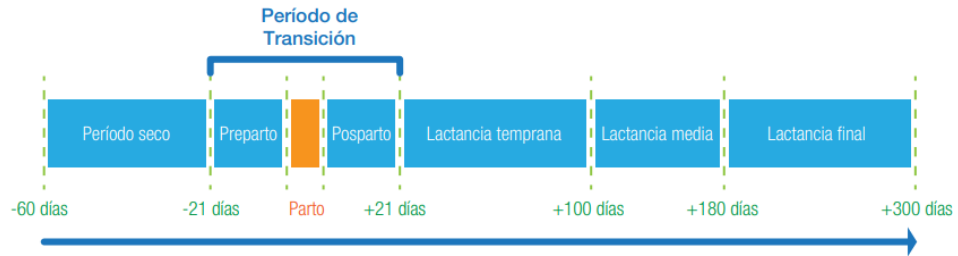 Período de
Transición
Período seco
Preparto
Posparto
Lactancia temprana
Lactancia media
Lactancia final
-60 días
-21 días
Parto
+21 días
+100 días
+180 días
+300 días